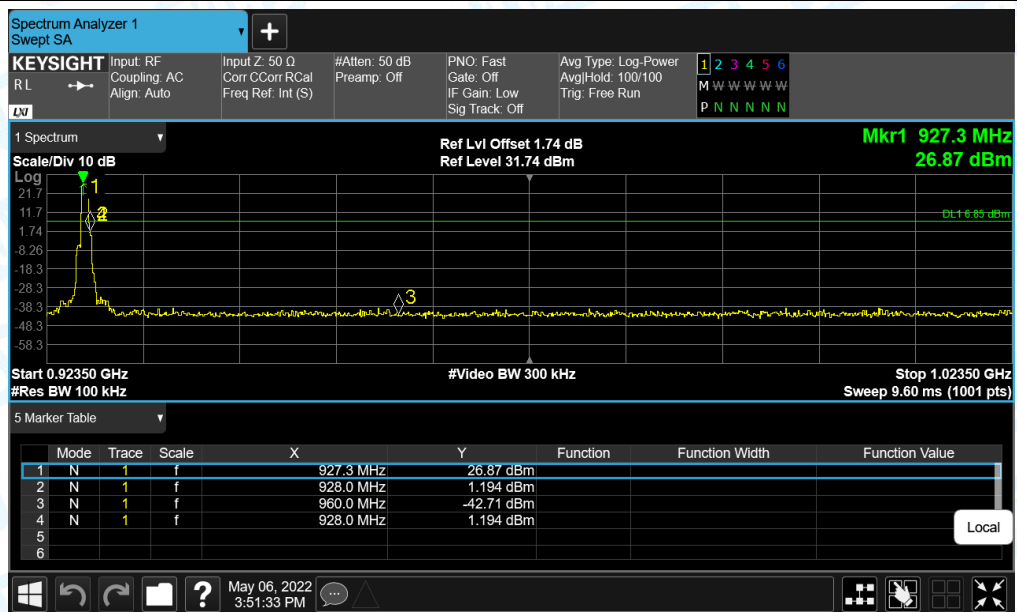 Spectrum Analyzer 1
Swept SA
+
KEYSIGHT
R L
LXI
Input: RF
Coupling: AC
Align: Auto
Input Z: 50 Ω
Corr CCorr RCal
Freq Ref: Int (S)
#Atten: 50 dB
Preamp: Off
PNO: Fast
Gate: Off
IF Gain: Low
Sig Track: Off
Avg Type: Log-Power
Avg|Hold: 100/100
Trig: Free Run
1 2 3 4 5 6
M W W W W W
P N N N N N
1 Spectrum
Scale/Div 10 dB
Ref Lvl Offset 1.74 dB
Ref Level 31.74 dBm
Mkr1 927.3 MHz
26.87 dBm
Log
21.7
11.7
1.74
-8.26
-18.3
-28.3
-38.3
-48.3
-58.3
1
3
DL1 6.85 dBm
Start 0.92350 GHz
#Video BW 300 kHz
Stop 1.02350 GHz
#Res BW 100 kHz
Sweep 9.60 ms (1001 pts)
5 Marker Table
Mode Trace Scale X Y Function Function Width Function Value
1 N 1 f 927.3 MHz 26.87 dBm
2 N 1 f 928.0 MHz 1.194 dBm
3 N 1 f 960.0 MHz -42.71 dBm
4 N 1 f 928.0 MHz 1.194 dBm
5
6
Local
?
May 06, 2022
3:51:33 PM